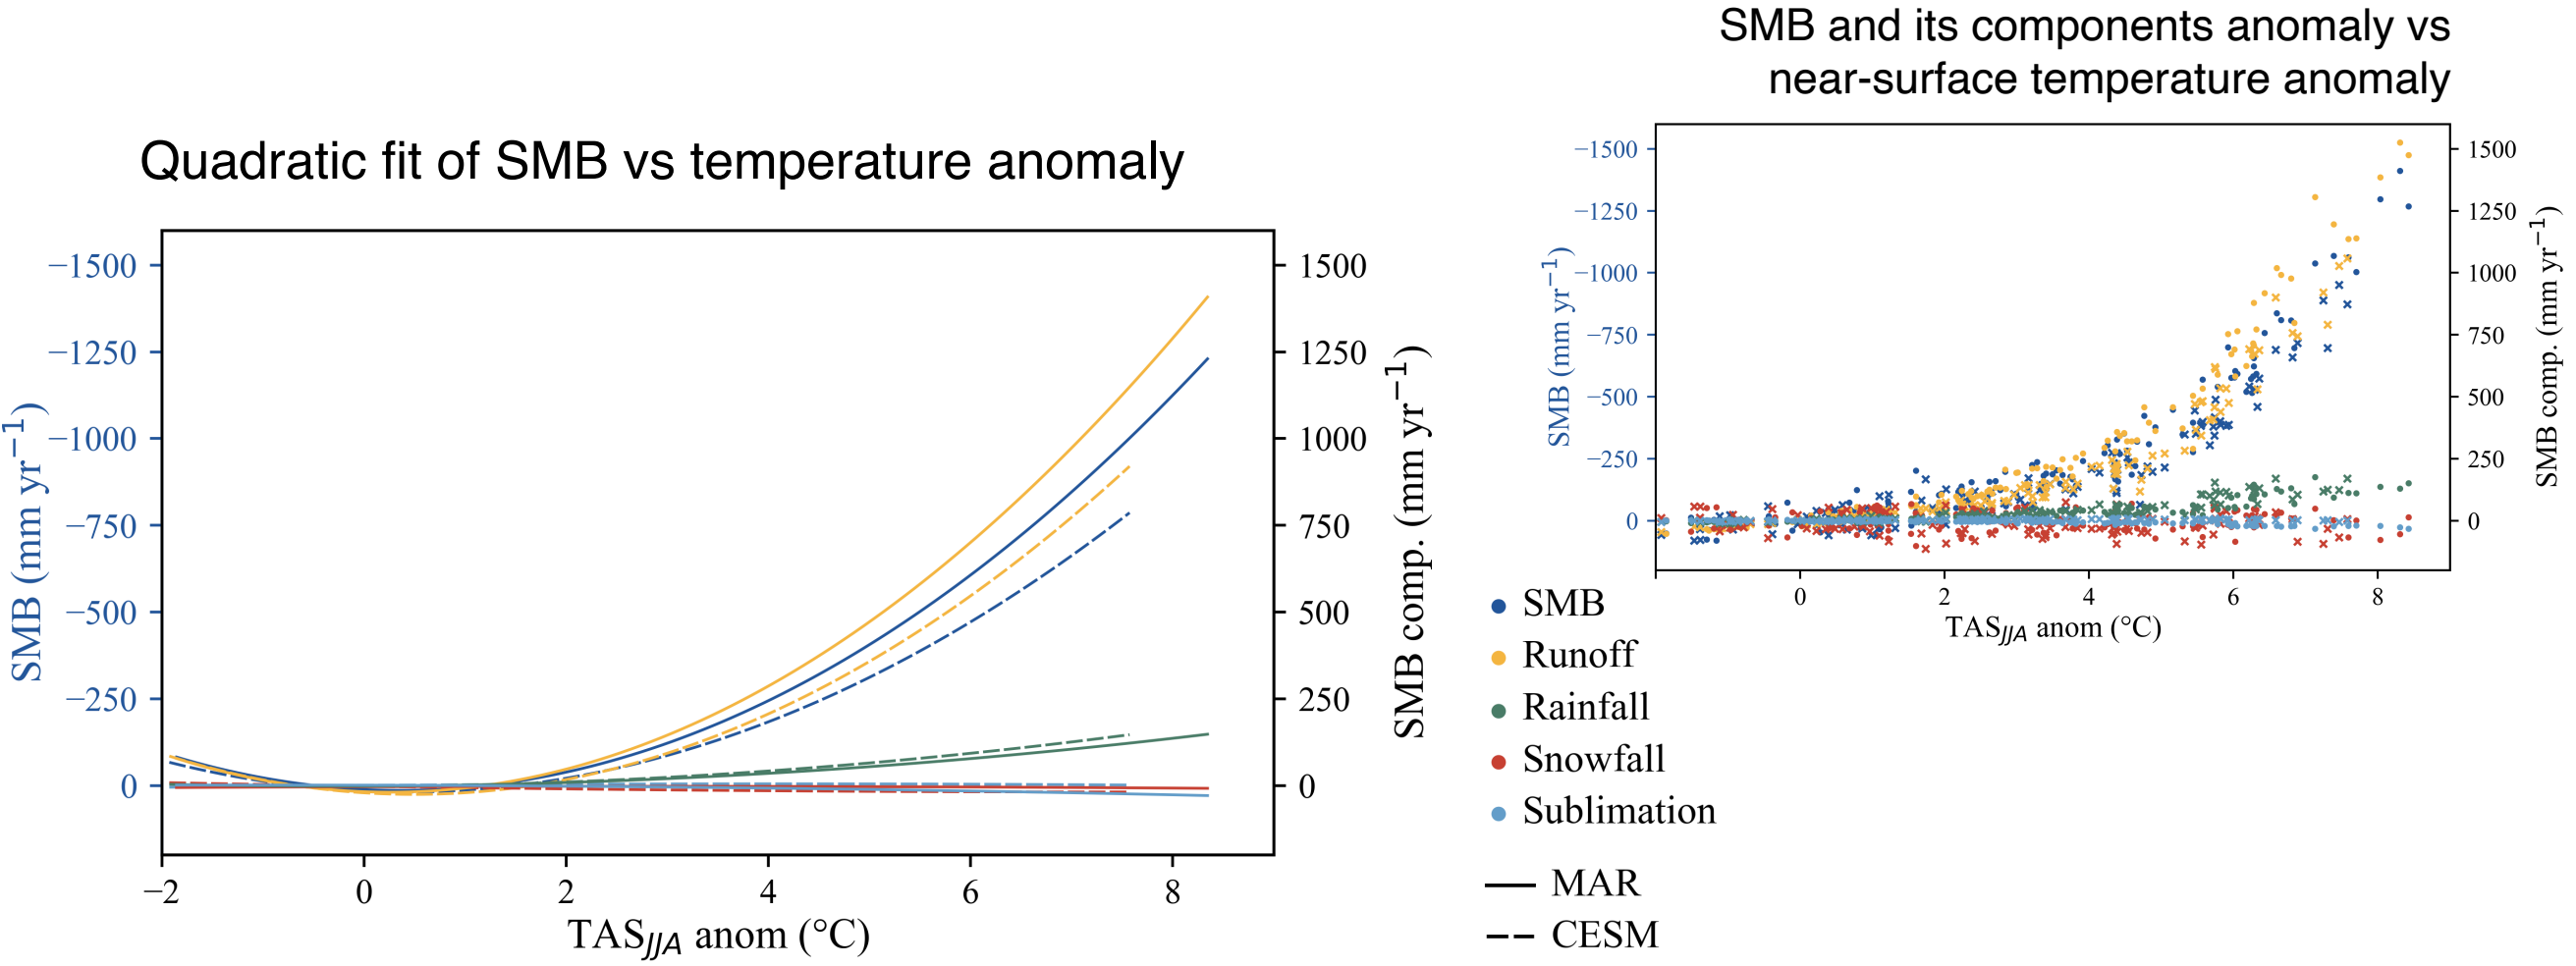 Quadratic fit of SMB vs temperature anomaly
−1500
−1250
−1000
−750
−500
−250
0
SMB (mm yr−1)
1500
1250
1000
750
500
250
0
SMB comp. (mm yr−1)
−2 0 2 4 6 8
TASJJA anom (°C)
SMB and its components anomaly vs
near-surface temperature anomaly
−1500
−1250
−1000
−750
−500
−250
0
SMB (mm yr−1)
1500
1250
1000
750
500
250
0
SMB comp. (mm yr−1)
0 2 4 6 8
TASJJA anom (°C)
SMB
Runoff
Rainfall
Snowfall
Sublimation
MAR
CESM